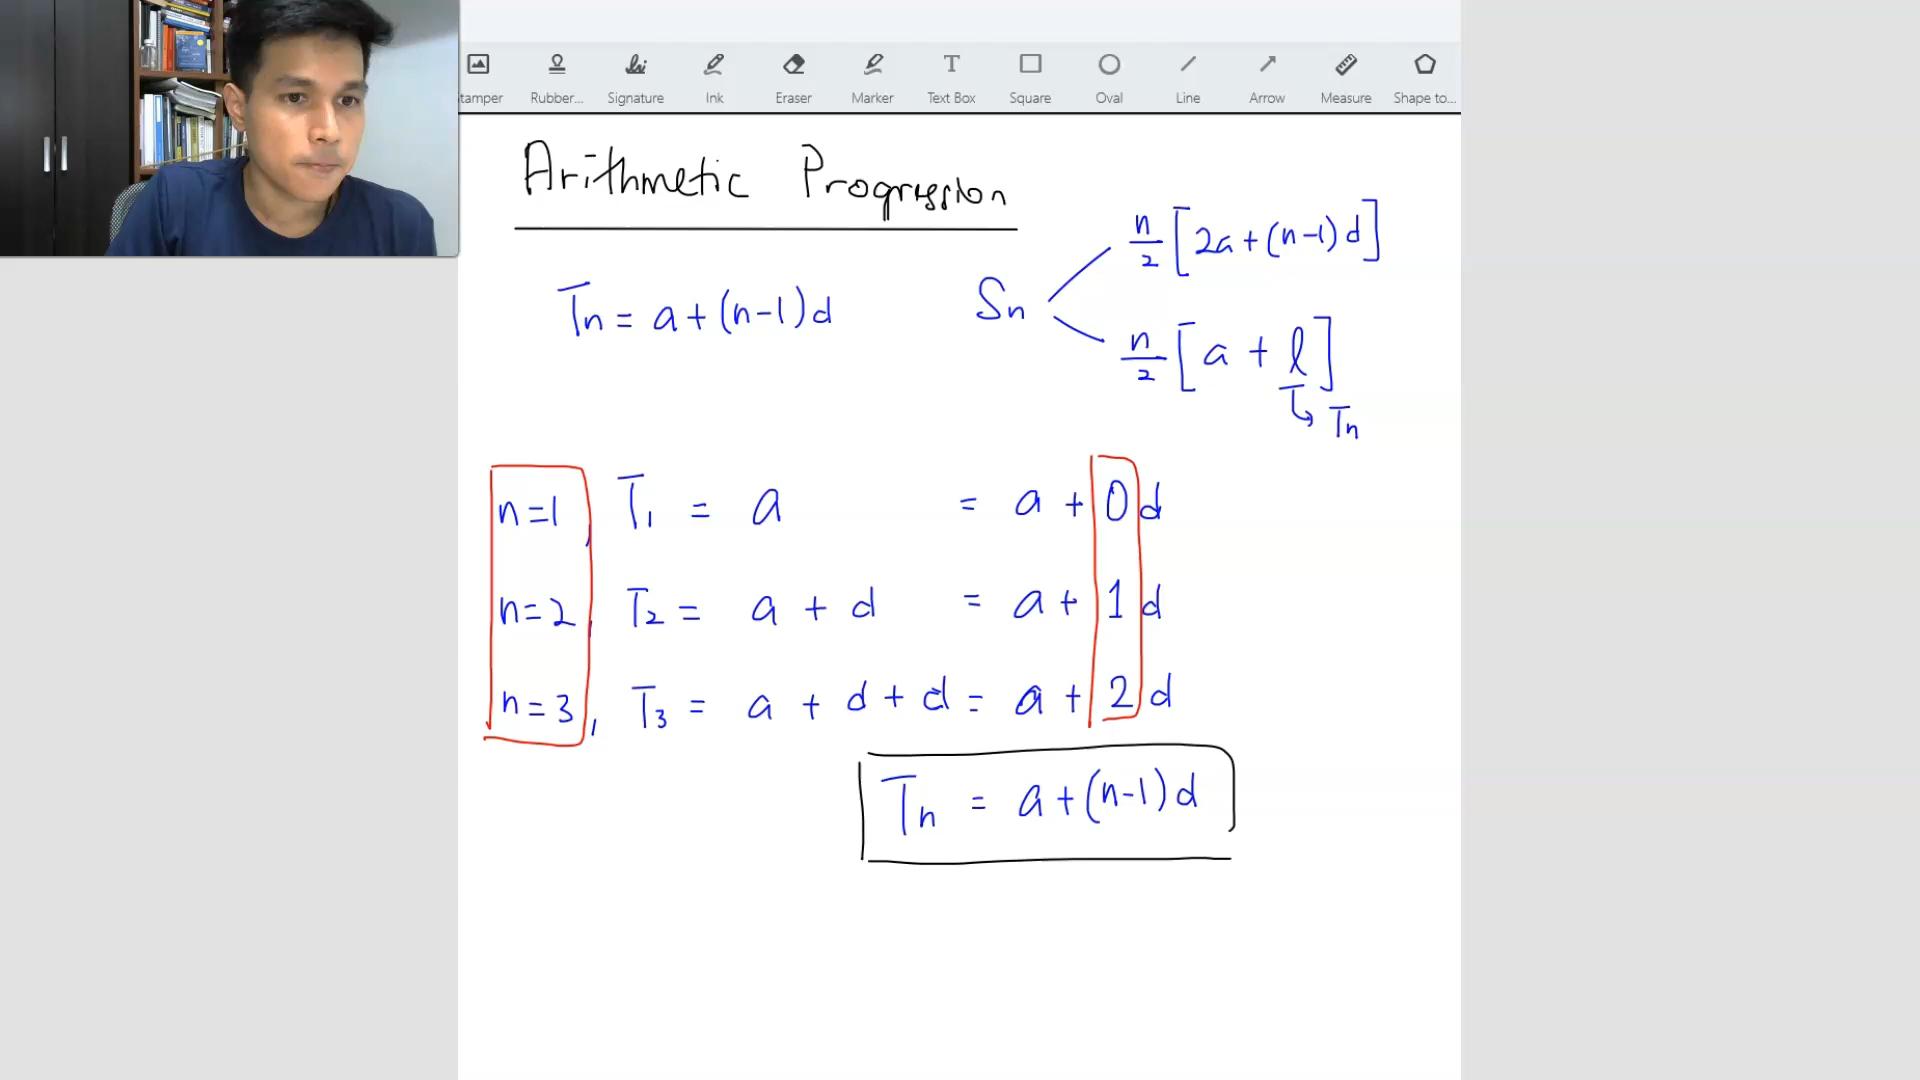 tamper Rubber... Signature Ink Eraser Marker Text Box Square Oval Line Arrow Measure Shape to...
Arithmetic Progression
Tn = a+(n-1)d
Sn
n/2 [2a+(n-1)d]
n/2 [a + l]
Tn
n=1, T1 = a = a + 0d
n=2, T2 = a + d = a + 1d
n=3, T3 = a + d + d = a + 2d
Tn = a+(n-1)d